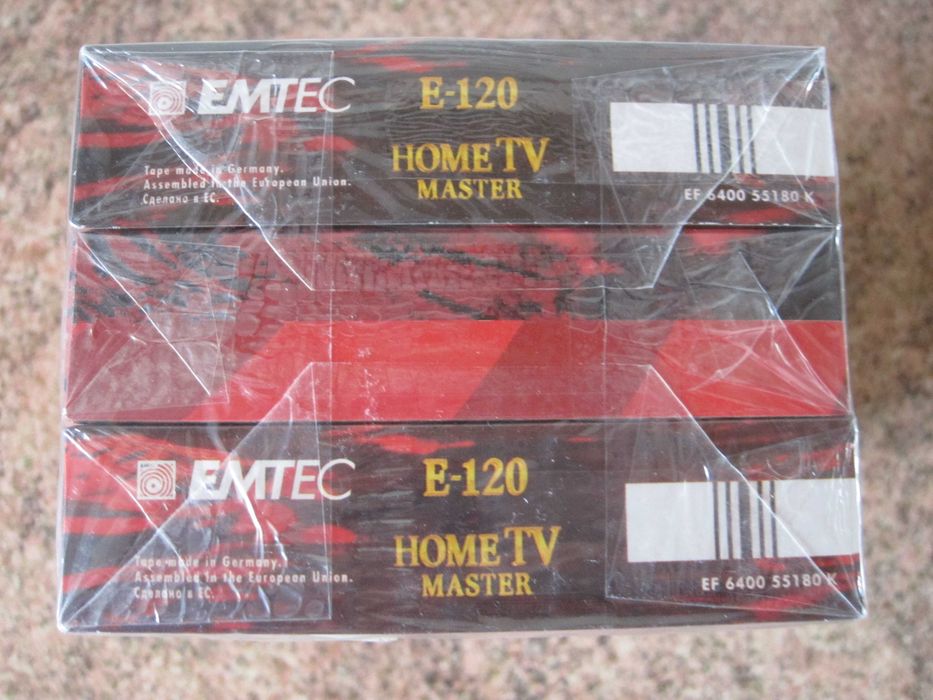 EMTEC
E-120
HOME TV
MASTER
Tape made in Germany.
Assembled in the European Union.
Сделано в ЕС.
EF 6400 55180 K
EMTEC
E-120
HOME TV
MASTER
Tape made in Germany.
Assembled in the European Union.
Сделано в ЕС.
EF 6400 55180 K